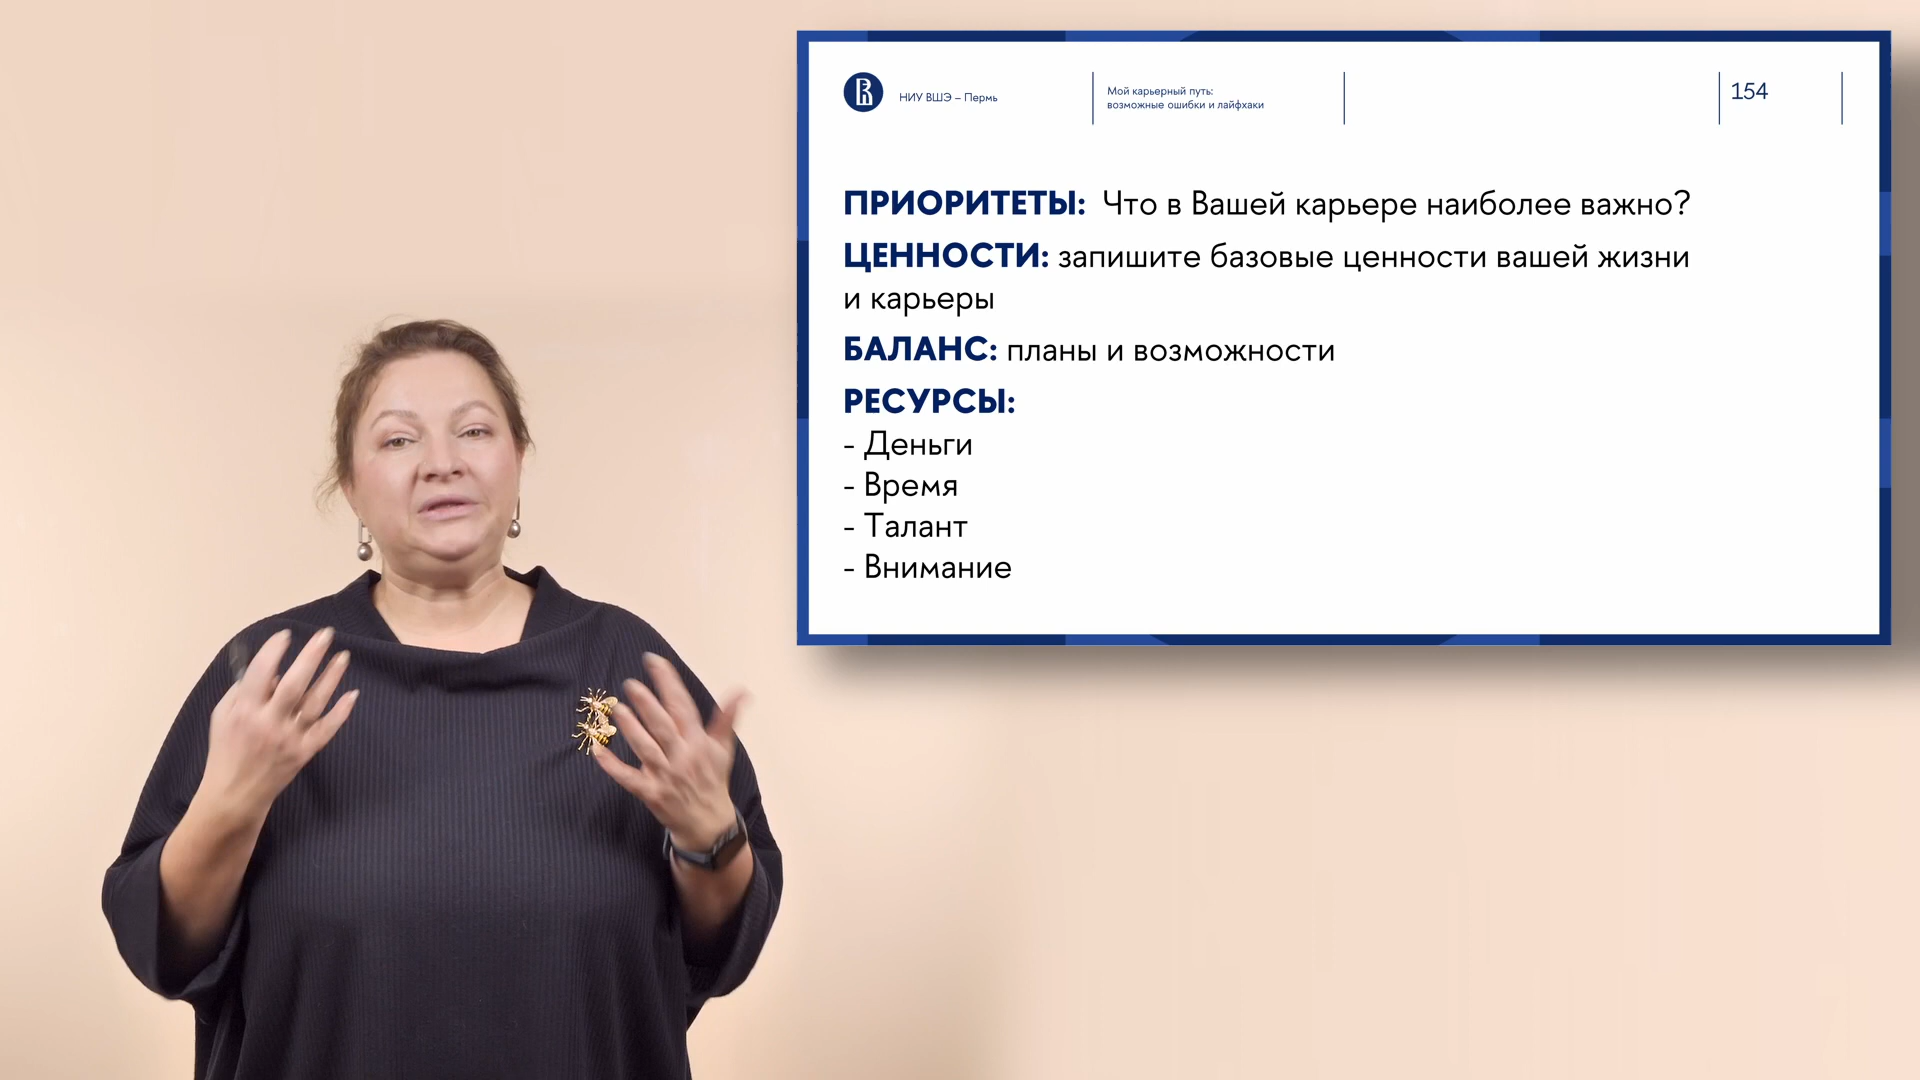 НИУ ВШЭ – Пермь
Мой карьерный путь:
возможные ошибки и лайфхаки
154
ПРИОРИТЕТЫ: Что в Вашей карьере наиболее важно?
ЦЕННОСТИ: запишите базовые ценности вашей жизни
и карьеры
БАЛАНС: планы и возможности
РЕСУРСЫ:
- Деньги
- Время
- Талант
- Внимание